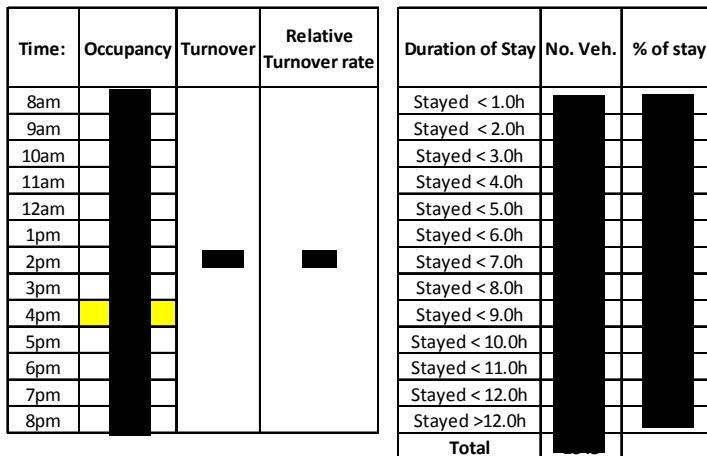 Time: Occupancy Turnover Relative Turnover rate
8am
9am
10am
11am
12am
1pm
2pm
3pm
4pm
5pm
6pm
7pm
8pm
Duration of Stay No. Veh. % of stay
Stayed < 1.0h
Stayed < 2.0h
Stayed < 3.0h
Stayed < 4.0h
Stayed < 5.0h
Stayed < 6.0h
Stayed < 7.0h
Stayed < 8.0h
Stayed < 9.0h
Stayed < 10.0h
Stayed < 11.0h
Stayed < 12.0h
Stayed >12.0h
Total